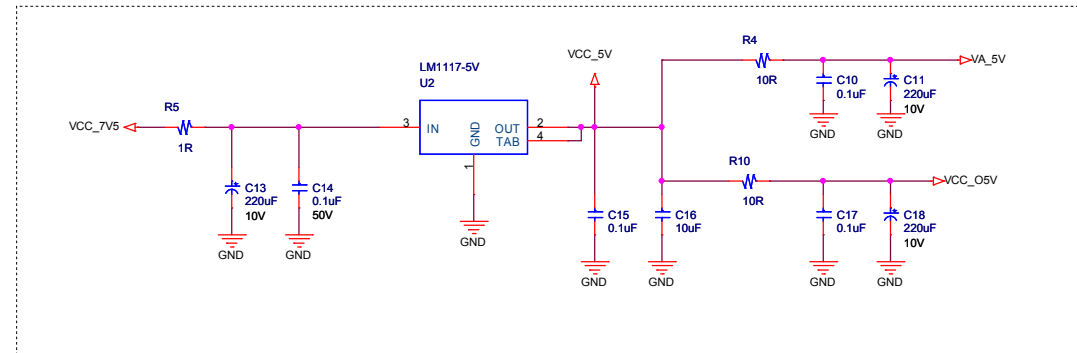 R4
VCC_5V
LM1117-5V
U2
VA_5V
10R
C10
0.1uF
C11
220uF
10V
GND
GND
R5
VCC_7V5
1R
3
IN
GND
OUT
TAB
2
4
1
C13
220uF
10V
C14
0.1uF
50V
GND
GND
GND
R10
VCC_O5V
10R
C15
0.1uF
C16
10uF
C17
0.1uF
C18
220uF
10V
GND
GND
GND
GND